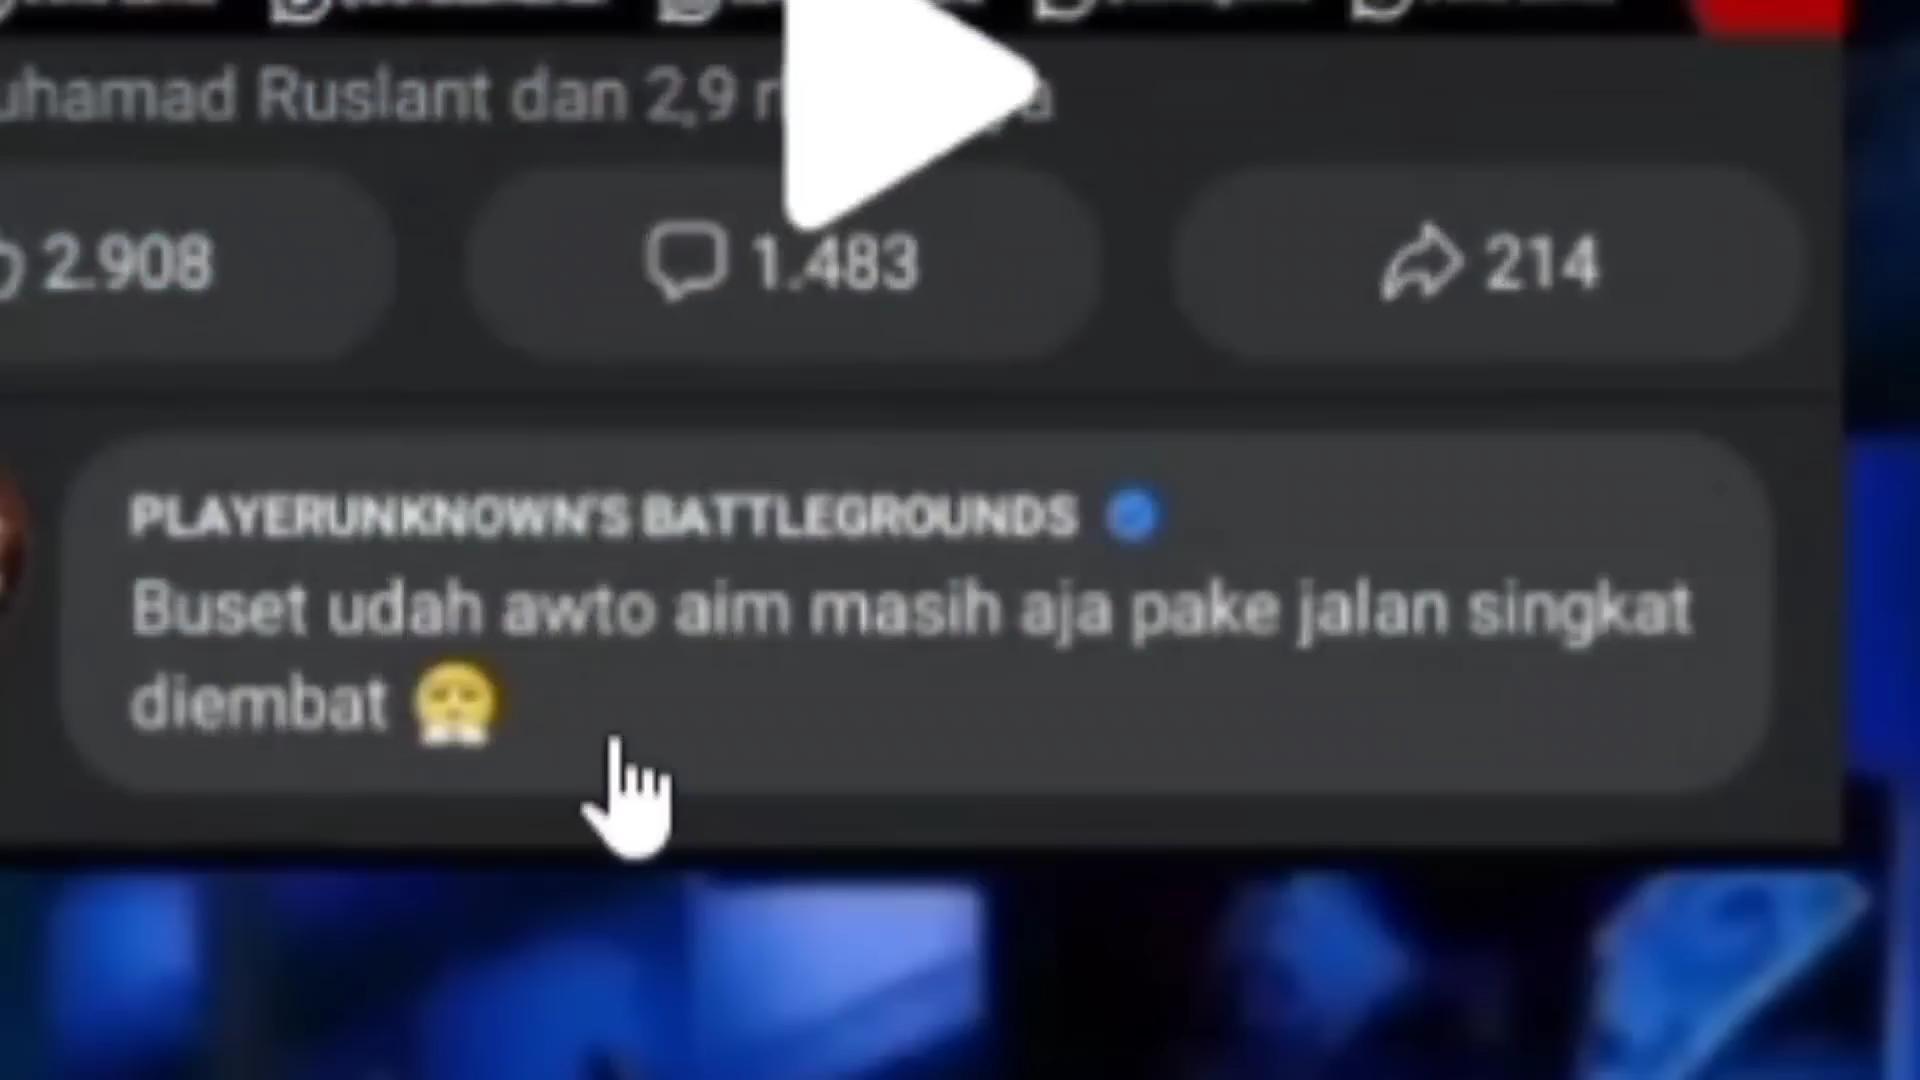 uhamad Ruslant dan 2,9 r
2.908
1.483
214
PLAYERUNKNOWN'S BATTLEGROUNDS
Buset udah awto aim masih aja pake jalan singkat
diembat 😤